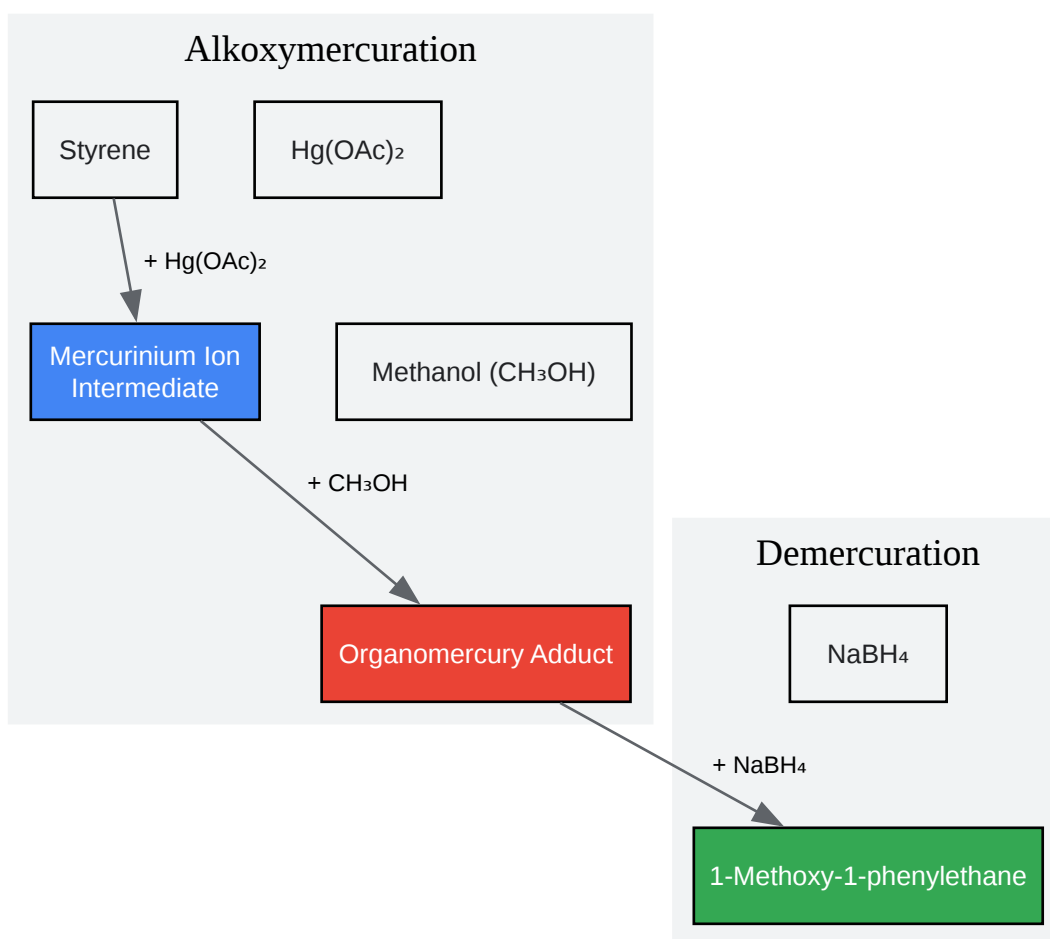 Alkoxymercuration
Styrene
Hg(OAc)₂
+ Hg(OAc)₂
Mercurinium Ion
Intermediate
Methanol (CH₃OH)
+ CH₃OH
Organomercury Adduct
Demercuration
NaBH₄
+ NaBH₄
1-Methoxy-1-phenylethane